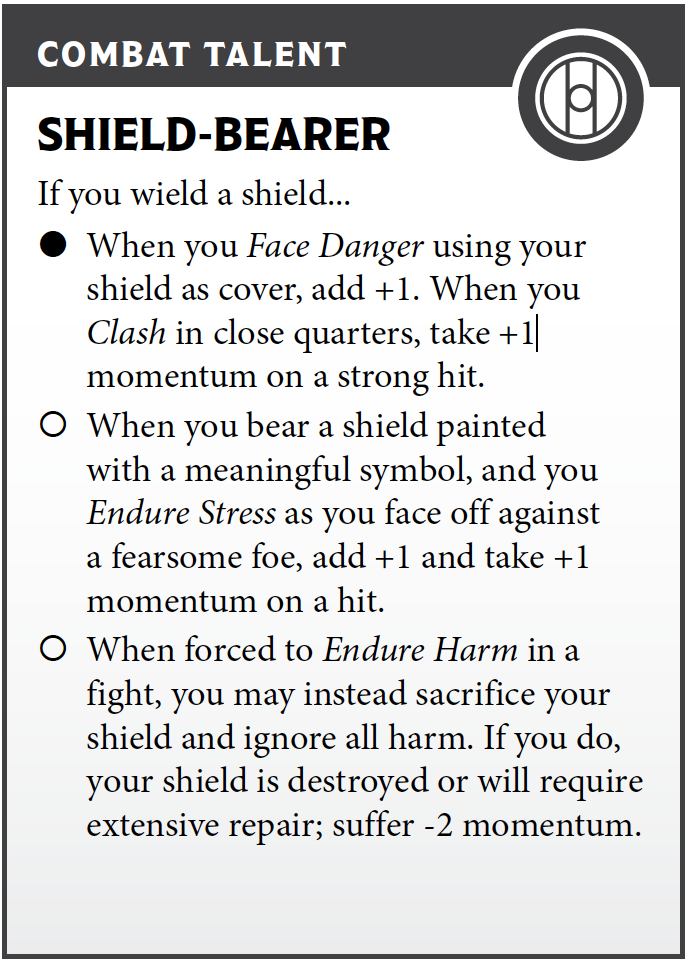 COMBAT TALENT
SHIELD-BEARER
If you wield a shield...
When you Face Danger using your
shield as cover, add +1. When you
Clash in close quarters, take +1
momentum on a strong hit.
When you bear a shield painted
with a meaningful symbol, and you
Endure Stress as you face off against
a fearsome foe, add +1 and take +1
momentum on a hit.
When forced to Endure Harm in a
fight, you may instead sacrifice your
shield and ignore all harm. If you do,
your shield is destroyed or will require
extensive repair; suffer -2 momentum.